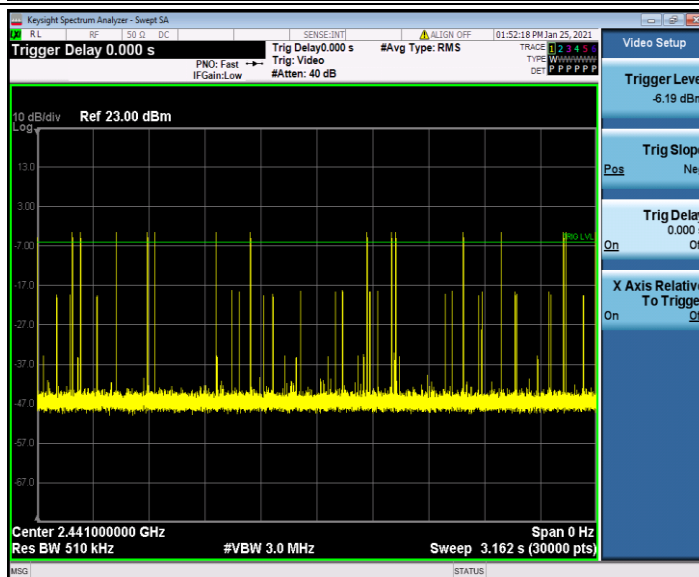 Keysight Spectrum Analyzer - Swept SA
RL RF 50 Ω DC SENSE:INT ALIGN OFF 01:52:18 PM Jan 25, 2021
Trigger Delay 0.000 s
Trig Delay0.000 s #Avg Type: RMS
TRACE 1 2 3 4 5 6
PNO: Fast Trig: Video
TYPE WWWWWW
IFGain:Low #Atten: 40 dB
DET P P P P P P
Video Setup
Trigger Leve
-6.19 dBm
Trig Slope
Pos Ne
Trig Delay
0.000 s
On Of
X Axis Relative
To Trigge
On Of
10 dB/div Ref 23.00 dBm
Log
13.0
3.00
TRIG LVL
-7.00
-17.0
-27.0
-37.0
-47.0
-57.0
-67.0
Center 2.441000000 GHz Span 0 Hz
Res BW 510 kHz #VBW 3.0 MHz Sweep 3.162 s (30000 pts)
MSG STATUS